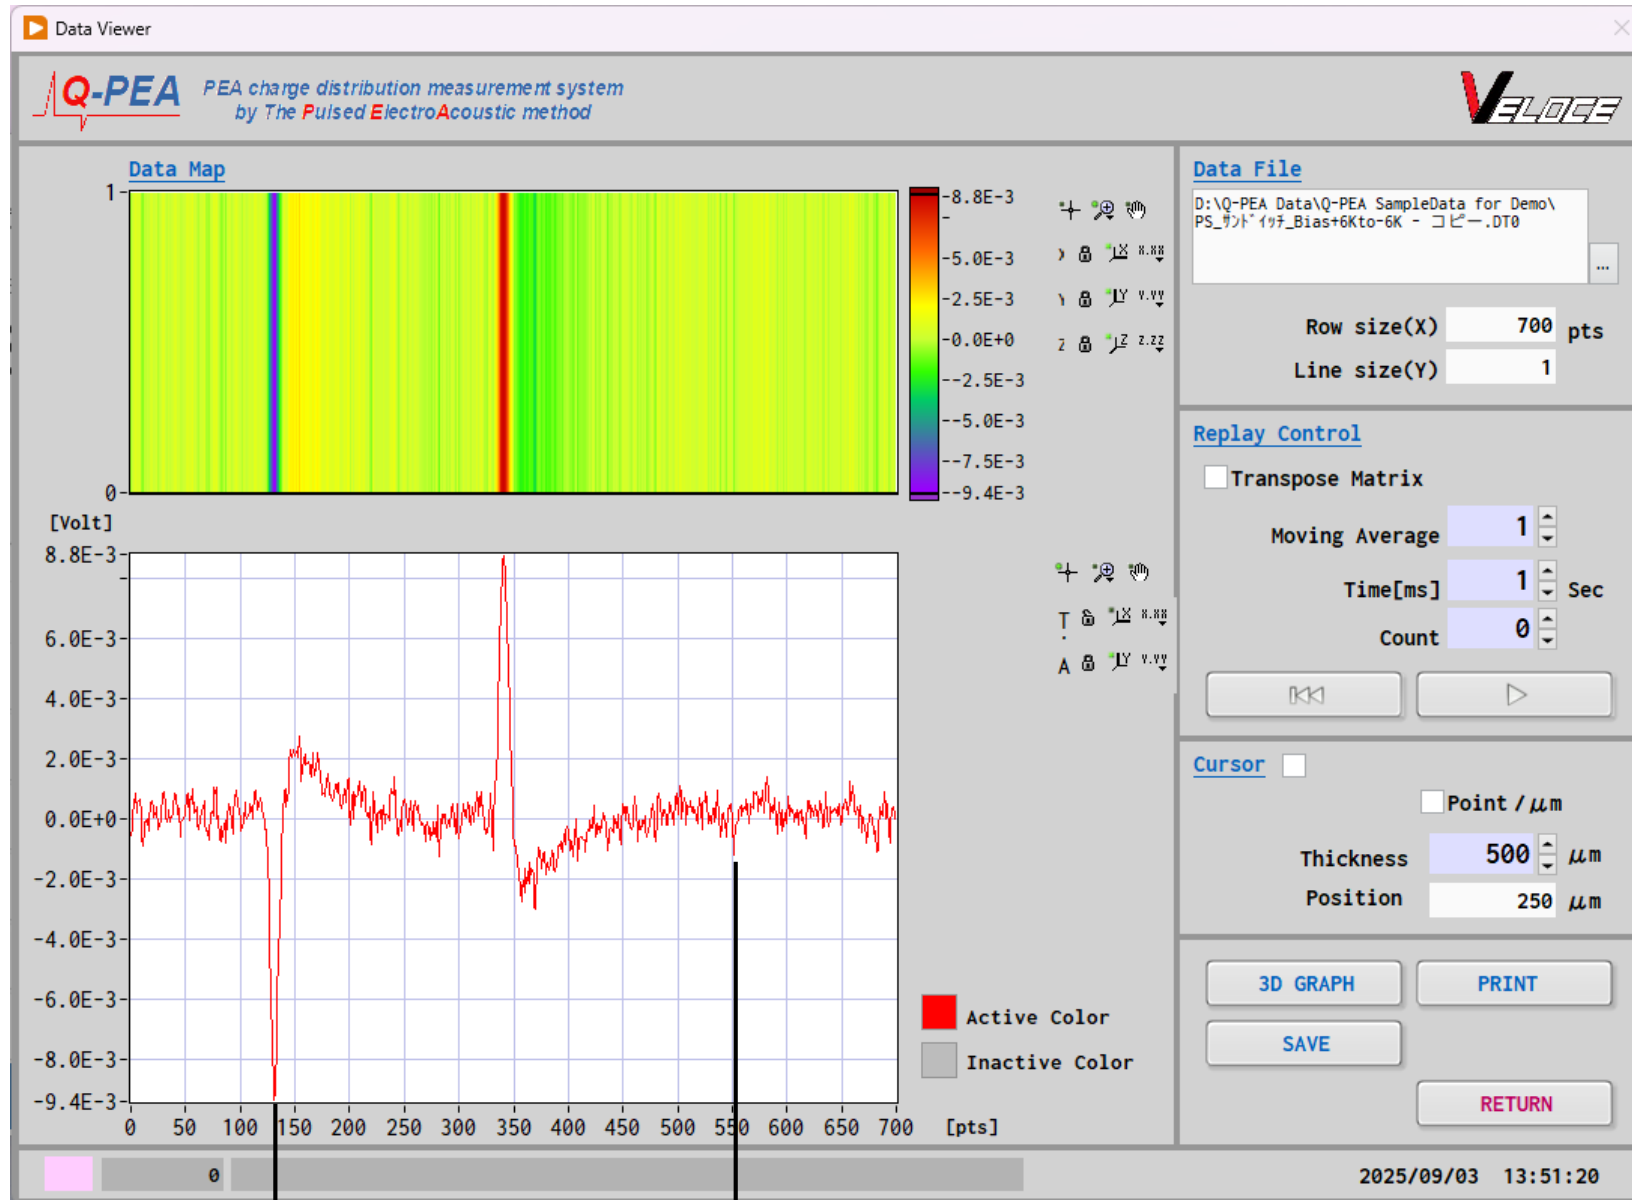 Data Viewer
Q-PEA
PEA charge distribution measurement system
by The Pulsed ElectroAcoustic method
VELOCE
Data Map
1
0
8.8E-3
5.0E-3
2.5E-3
0.0E+0
-2.5E-3
-5.0E-3
-7.5E-3
-9.4E-3
X X.XX
Y Y.YY
Z Z.ZZ
[Volt]
8.8E-3
6.0E-3
4.0E-3
2.0E-3
0.0E+0
-2.0E-3
-4.0E-3
-6.0E-3
-8.0E-3
-9.4E-3
0 50 100 150 200 250 300 350 400 450 500 550 600 650 700 [pts]
T X X.XX
A Y Y.YY
Active Color
Inactive Color
Data File
D:\Q-PEA Data\Q-PEA SampleData for Demo\
PS_ｻﾝﾄﾞｲｯﾁ_Bias+6Kto-6K - コピー.DT0
...
Row size(X) 700 pts
Line size(Y) 1
Replay Control
Transpose Matrix
Moving Average 1
Time[ms] 1 Sec
Count 0
Cursor
Point/μm
Thickness 500 μm
Position 250 μm
3D GRAPH
PRINT
SAVE
RETURN
0
2025/09/03 13:51:20